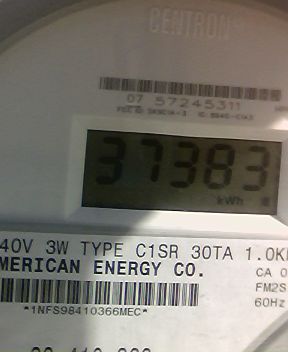 CENTRON
07 57245311
37383
kWh
40V 3W TYPE C1SR 30TA 1.0K
MERICAN ENERGY CO.
CA 0
FM2S
60Hz
*1NFS98410366MEC*